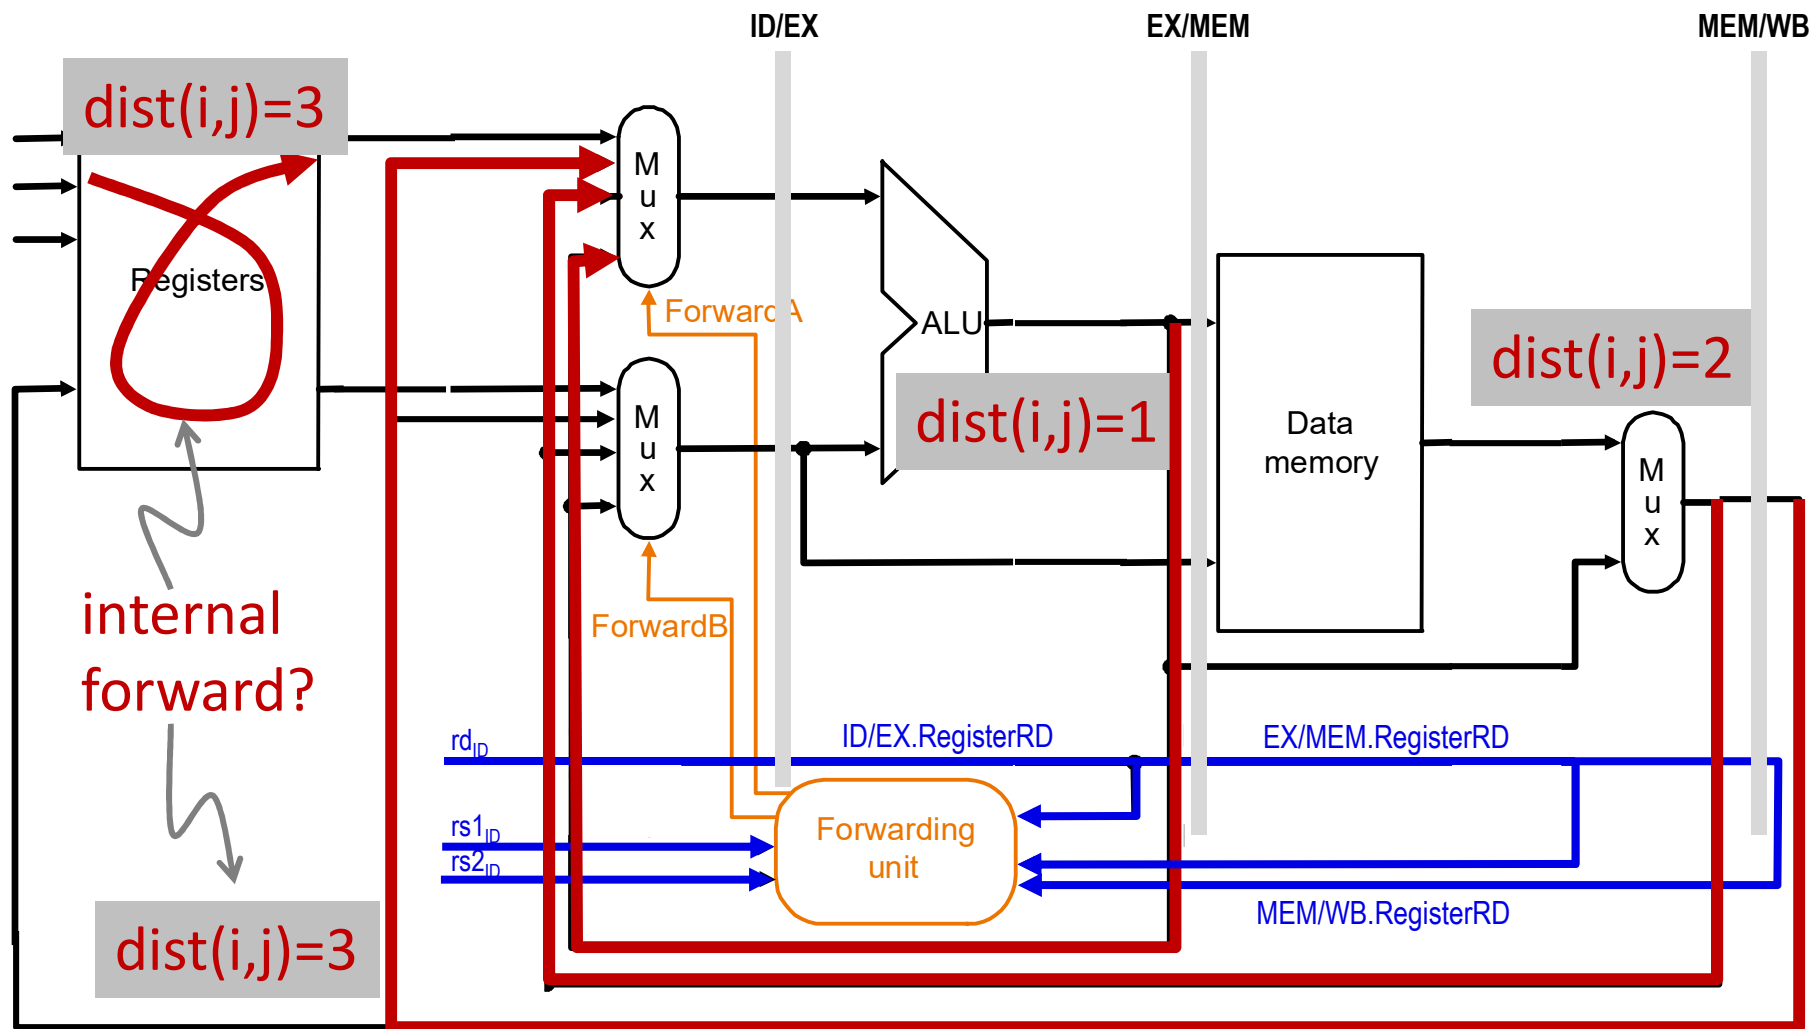 ID/EX
EX/MEM
MEM/WB
dist(i,j)=3
M
u
x
Registers
ForwardA
ALU
dist(i,j)=2
dist(i,j)=1
M
u
x
Data
memory
M
u
x
internal
forward?
ForwardB
rdID
ID/EX.RegisterRD
EX/MEM.RegisterRD
rs1ID
rs2ID
Forwarding
unit
MEM/WB.RegisterRD
dist(i,j)=3